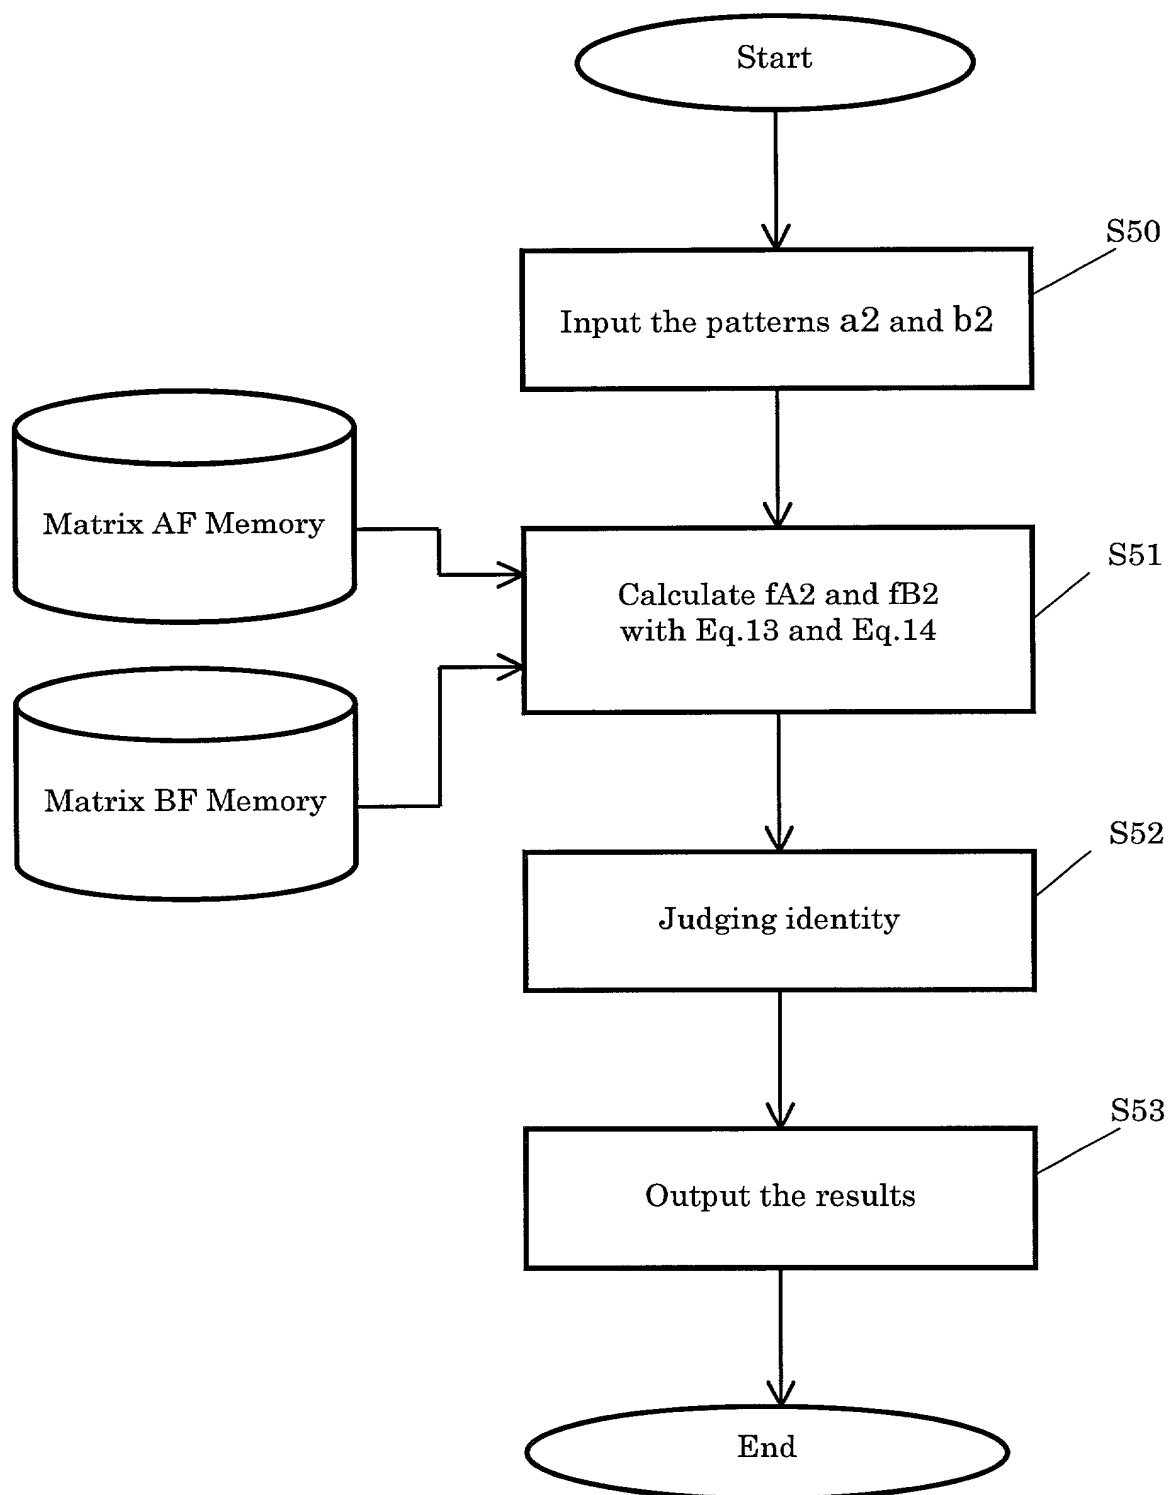 Start
S50
Input the patterns a2 and b2
Matrix AF Memory
S51
Calculate fA2 and fB2
with Eq.13 and Eq.14
Matrix BF Memory
S52
Judging identity
S53
Output the results
End